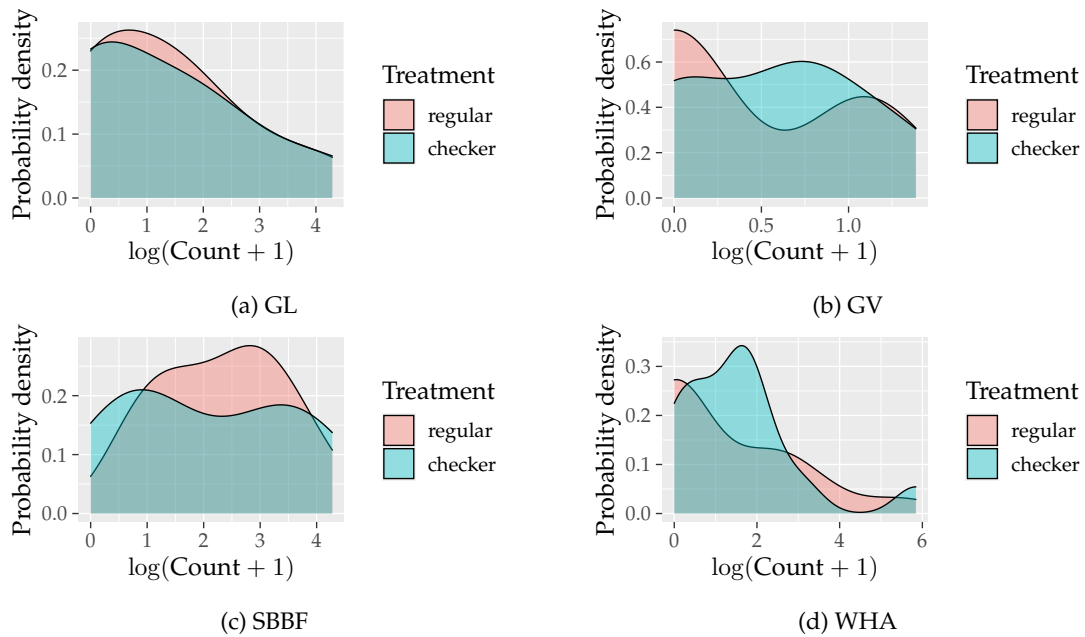 Probability density
0.2
0.1
0.0
0 1 2 3 4
log(Count + 1)
Treatment
regular
checker
(a) GL
Probability density
0.6
0.4
0.2
0.0
0.0 0.5 1.0
log(Count + 1)
Treatment
regular
checker
(b) GV
Probability density
0.2
0.1
0.0
0 1 2 3 4
log(Count + 1)
Treatment
regular
checker
(c) SBBF
Probability density
0.3
0.2
0.1
0.0
0 2 4 6
log(Count + 1)
Treatment
regular
checker
(d) WHA